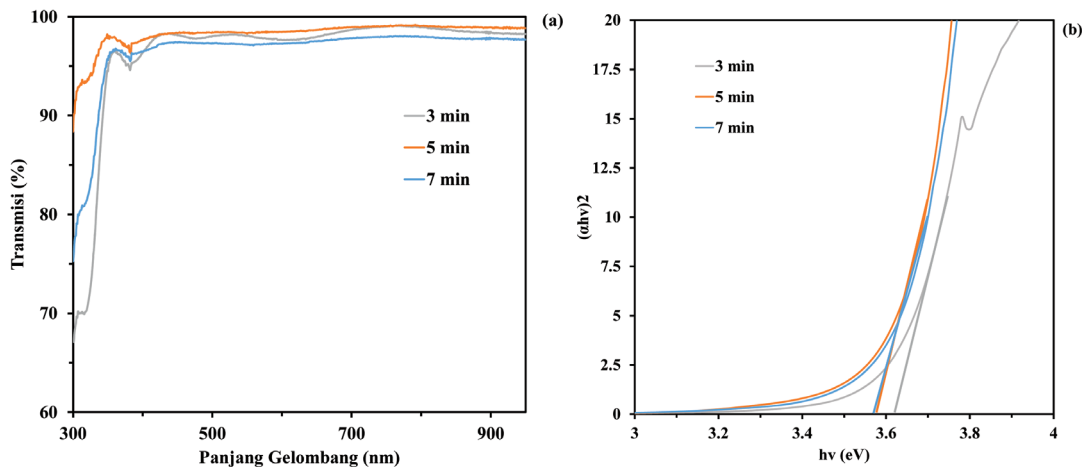 (a)
100
90
80
70
60
Transmisi (%)
300
500
700
900
Panjang Gelombang (nm)
3 min
5 min
7 min
(b)
20
17.5
15
12.5
10
7.5
5
2.5
0
(αhν)2
3
3.2
3.4
3.6
3.8
4
hv (eV)
3 min
5 min
7 min